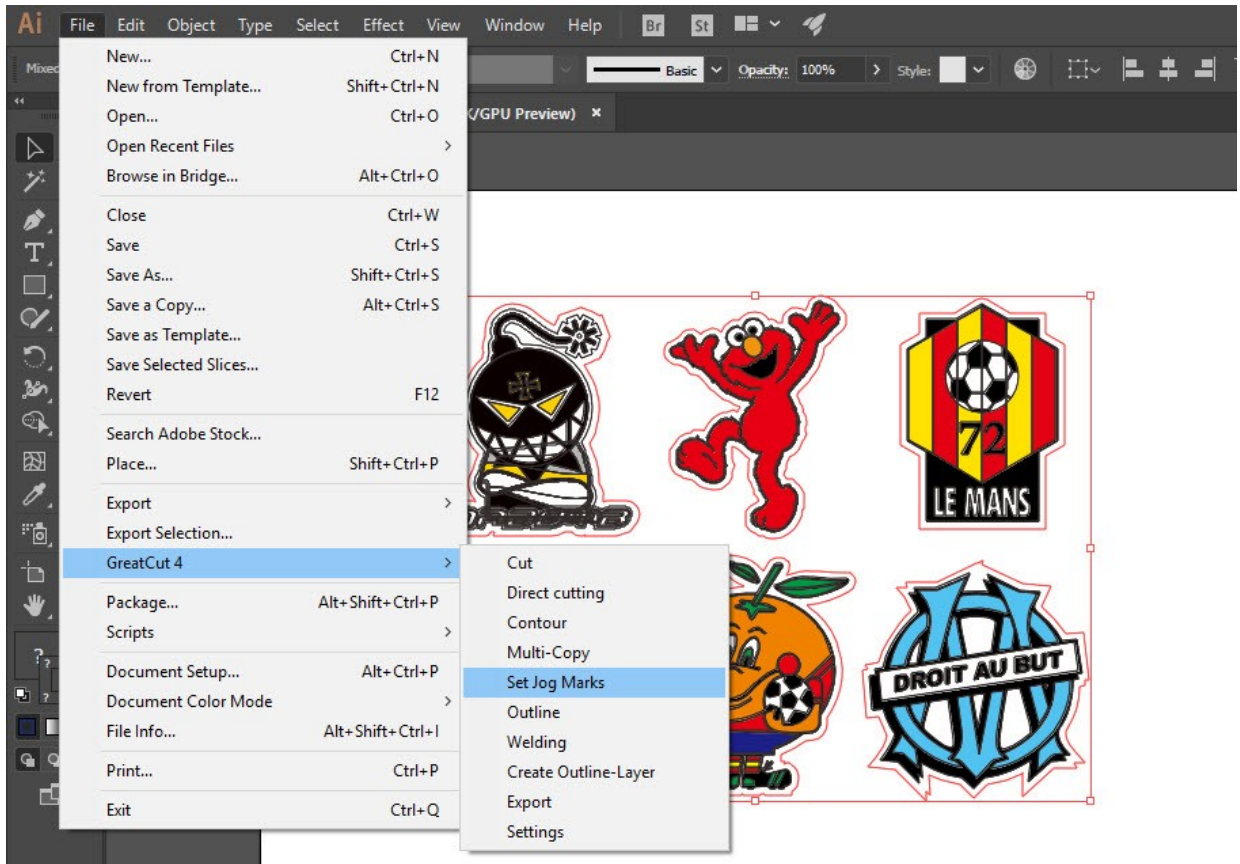 Ai File Edit Object Type Select Effect View Window Help Br St
Mixed Basic Opacity: 100% Style:
/GPU Preview) ×
New... Ctrl+N
New from Template... Shift+Ctrl+N
Open... Ctrl+O
Open Recent Files
Browse in Bridge... Alt+Ctrl+O
Close Ctrl+W
Save Ctrl+S
Save As... Shift+Ctrl+S
Save a Copy... Alt+Ctrl+S
Save as Template...
Save Selected Slices...
Revert F12
Search Adobe Stock...
Place... Shift+Ctrl+P
Export
Export Selection...
GreatCut 4
Package... Alt+Shift+Ctrl+P
Scripts
Document Setup... Alt+Ctrl+P
Document Color Mode
File Info... Alt+Shift+Ctrl+I
Print... Ctrl+P
Exit Ctrl+Q
Cut
Direct cutting
Contour
Multi-Copy
Set Jog Marks
Outline
Welding
Create Outline-Layer
Export
Settings
72
LE MANS
DROIT AU BUT